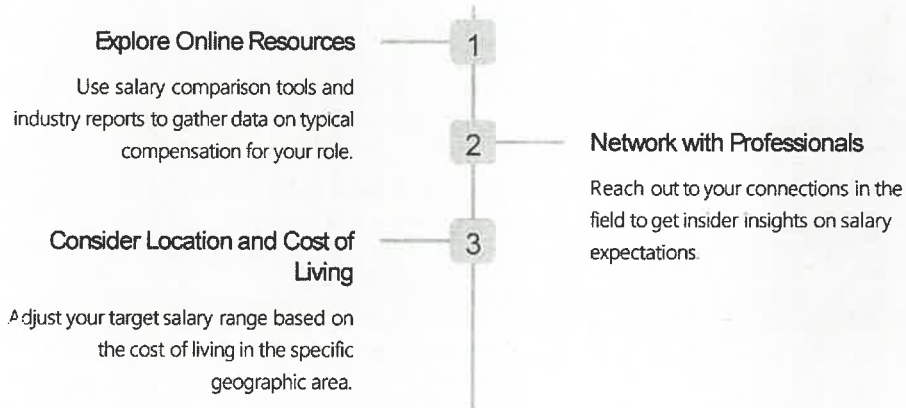 Explore Online Resources
1
Use salary comparison tools and
industry reports to gather data on typical
compensation for your role.
2
Network with Professionals
Reach out to your connections in the
field to get insider insights on salary
expectations.
Consider Location and Cost of
Living
3
Adjust your target salary range based on
the cost of living in the specific
geographic area.